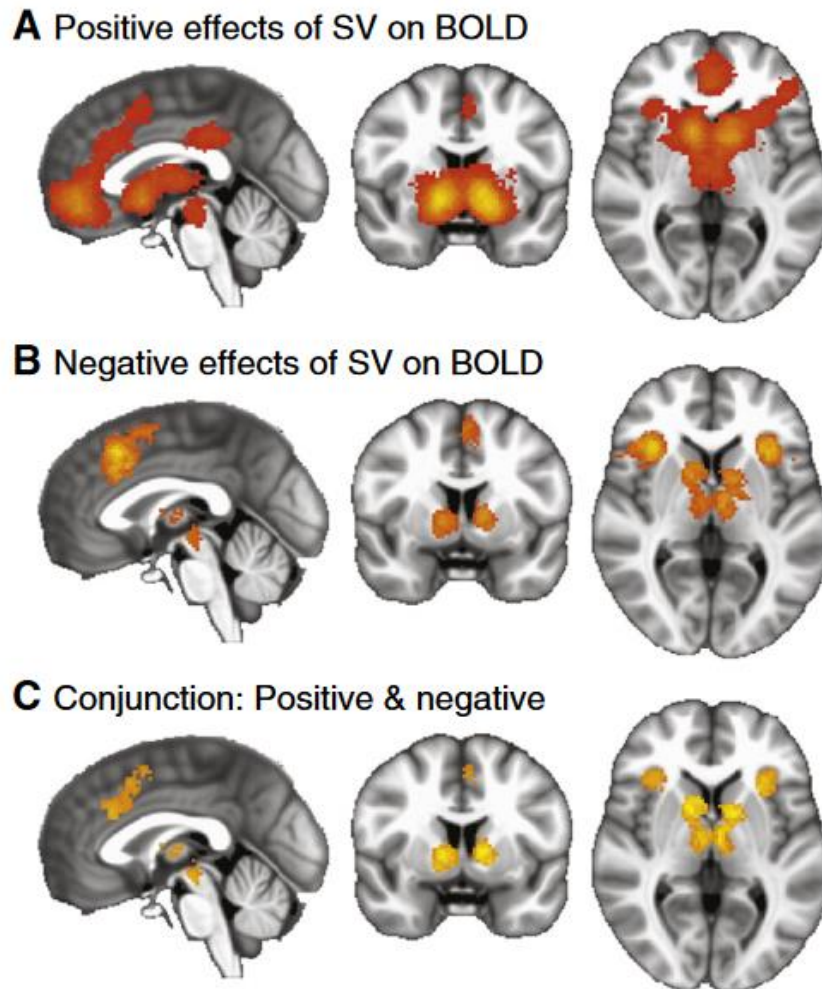 A Positive effects of SV on BOLD
B Negative effects of SV on BOLD
C Conjunction: Positive & negative